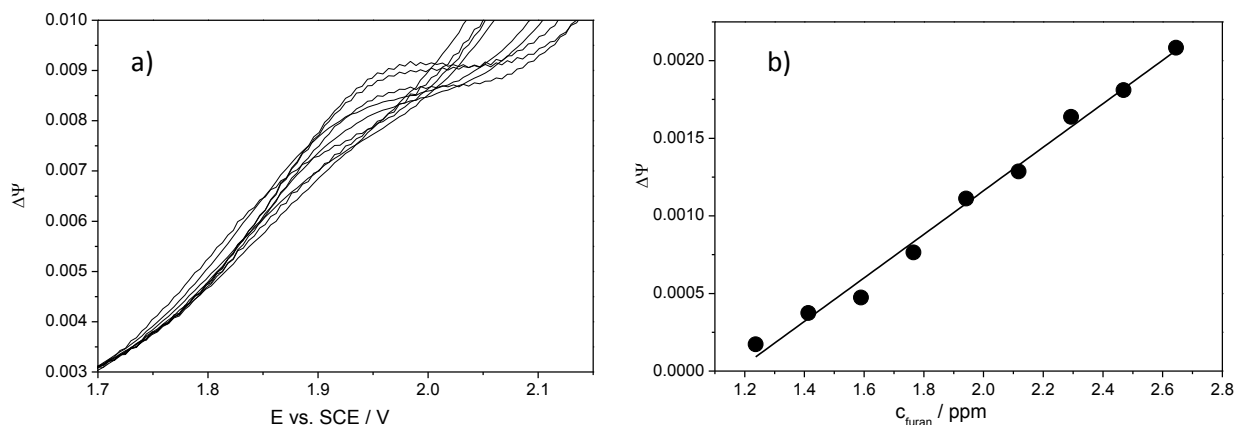 a)
0.010
0.009
0.008
0.007
0.006
0.005
0.004
0.003
ΔΨ
1.7 1.8 1.9 2.0 2.1
E vs. SCE / V
b)
0.0020
0.0015
0.0010
0.0005
0.0000
ΔΨ
1.2 1.4 1.6 1.8 2.0 2.2 2.4 2.6 2.8
c_furan / ppm